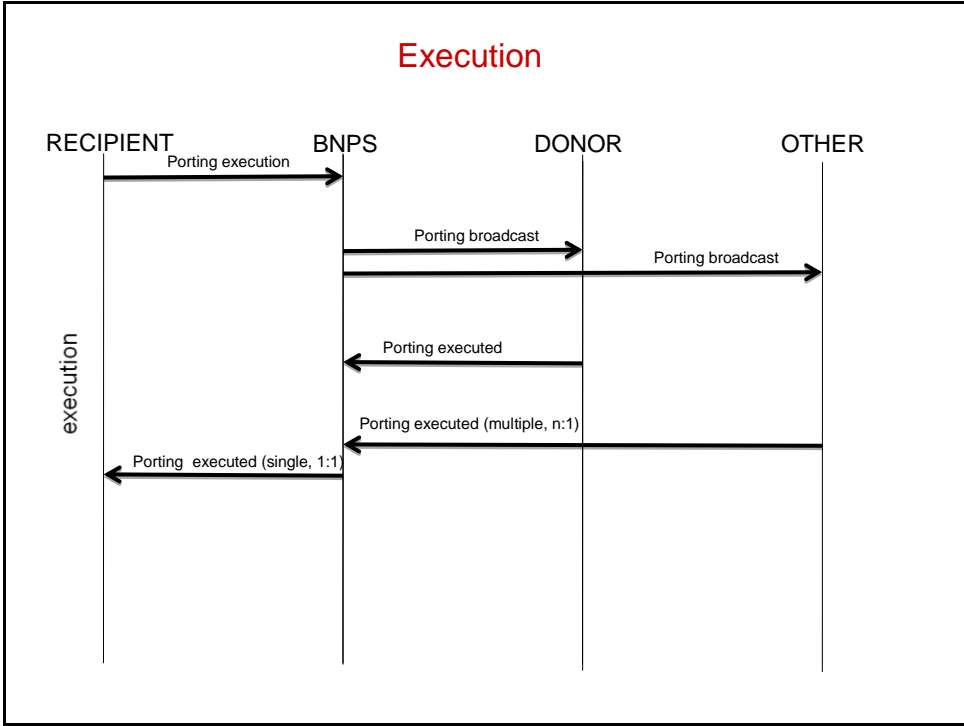 Execution
RECIPIENT BNPS DONOR OTHER
Porting execution
Porting broadcast
Porting broadcast
execution
Porting executed
Porting executed (multiple, n:1)
Porting executed (single, 1:1)